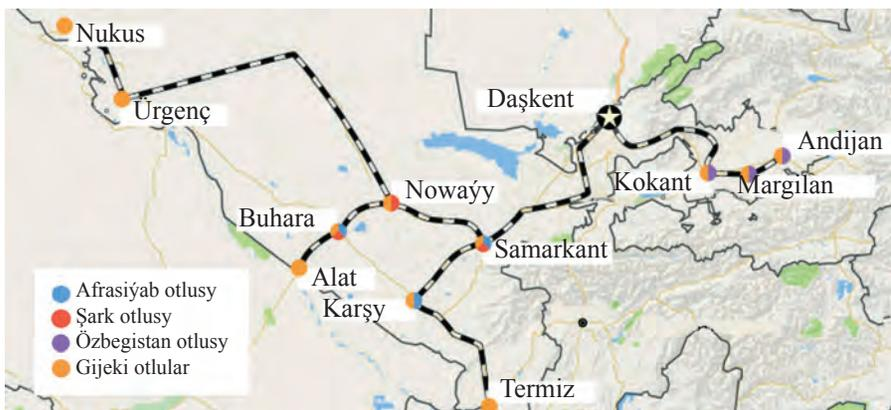 Nukus
Ürgenç
Daşkent
Andijan
Kokant
Margılan
Nowaýy
Buhara
Samarkant
Alat
Karşy
Termiz
Afrasiýab otlusy
Şark otlusy
Özbegistan otlusy
Gijeki otlular